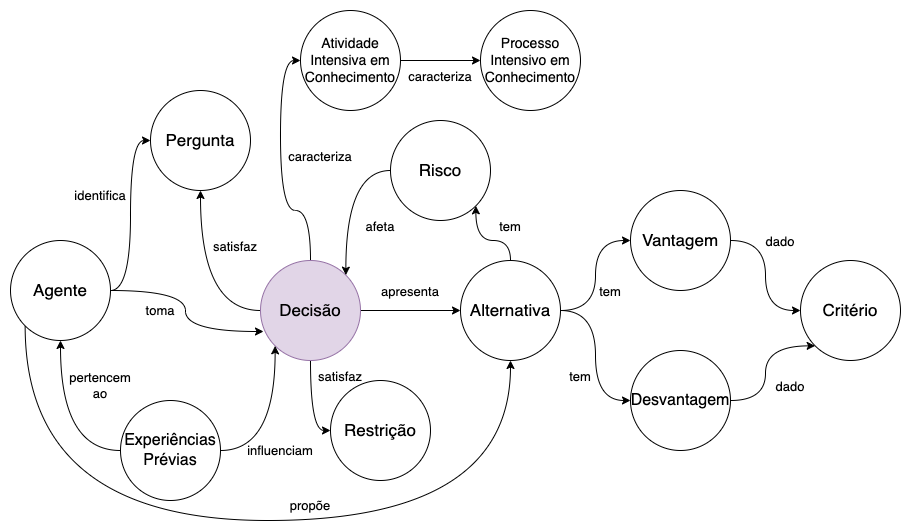 Atividade
Intensiva em
Conhecimento
Processo
Intensivo em
Conhecimento
caracteriza
Pergunta
caracteriza
Risco
identifica
afeta
tem
satisfaz
Vantagem
dado
Agente
toma
Decisão
apresenta
Alternativa
tem
Critério
pertencem
ao
satisfaz
tem
Desvantagem
dado
Experiências
Prévias
influenciam
Restrição
propõe